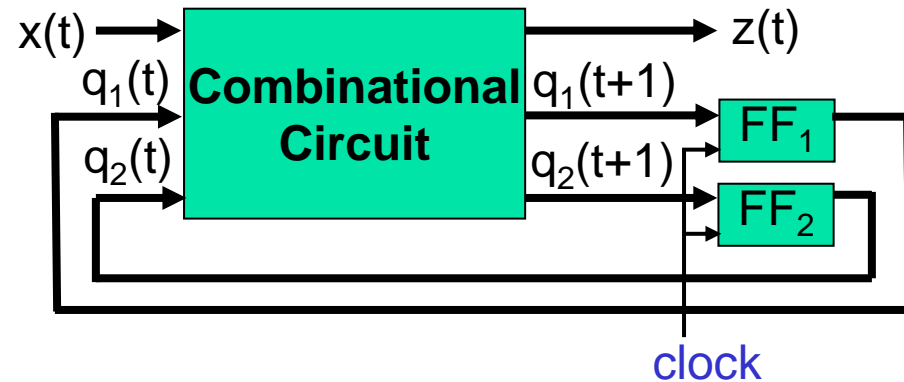 x(t)
z(t)
q₁(t)
Combinational
Circuit
q₁(t+1)
FF₁
q₂(t)
q₂(t+1)
FF₂
clock